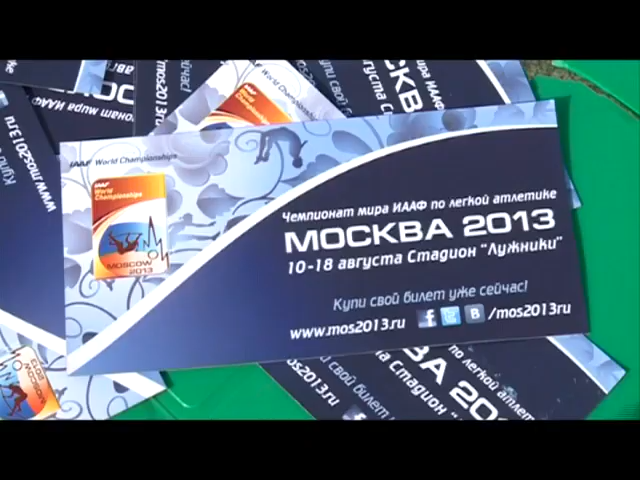 IAAF World Championships
IAAF
World
Championships
MOSCOW
2013
Чемпионат мира ИААФ по легкой атлетике
МОСКВА 2013
10-18 августа Стадион "Лужники"
Купи свой билет уже сейчас!
www.mos2013.ru
f
B
/mos2013ru